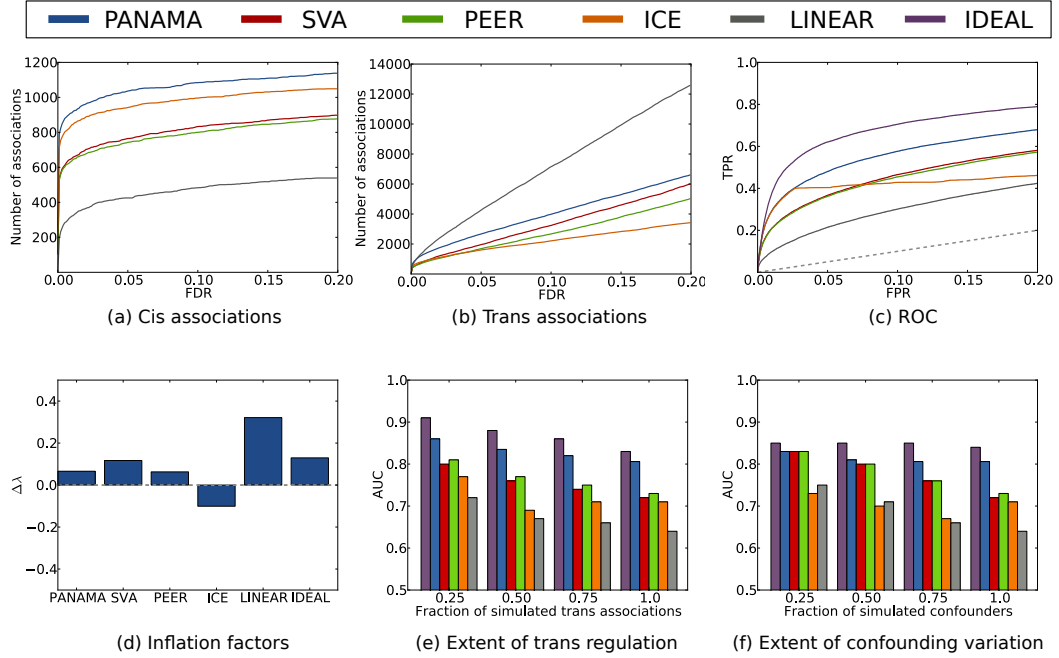 PANAMA SVA PEER ICE LINEAR IDEAL
1200
1000
800
600
400
200
0.00 0.05 0.10 0.15 0.20
Number of associations
FDR
(a) Cis associations
14000
12000
10000
8000
6000
4000
2000
0.00 0.05 0.10 0.15 0.20
Number of associations
FDR
(b) Trans associations
1.0
0.8
0.6
0.4
0.2
0.00 0.05 0.10 0.15 0.20
TPR
FPR
(c) ROC
0.4
0.2
0.0
−0.2
−0.4
Δλ
PANAMA SVA PEER ICE LINEAR IDEAL
(d) Inflation factors
1.0
0.9
0.8
0.7
0.6
0.5
AUC
0.25 0.50 0.75 1.0
Fraction of simulated trans associations
(e) Extent of trans regulation
1.0
0.9
0.8
0.7
0.6
0.5
AUC
0.25 0.50 0.75 1.0
Fraction of simulated confounders
(f) Extent of confounding variation